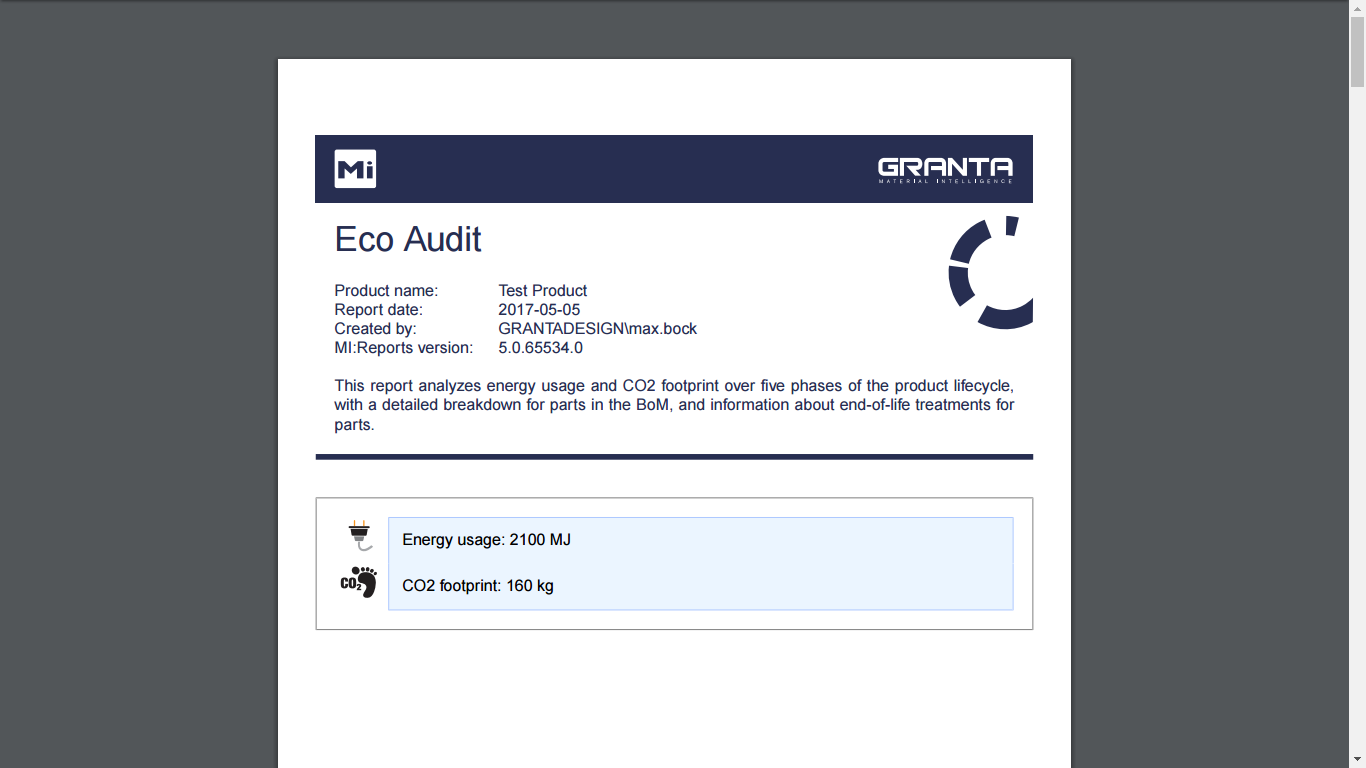 Mi
GRANTA
MATERIAL INTELLIGENCE
Eco Audit
Product name: Test Product
Report date: 2017-05-05
Created by: GRANTADESIGN\max.bock
MI:Reports version: 5.0.65534.0
This report analyzes energy usage and CO2 footprint over five phases of the product lifecycle,
with a detailed breakdown for parts in the BoM, and information about end-of-life treatments for
parts.
Energy usage: 2100 MJ
CO2
CO2 footprint: 160 kg